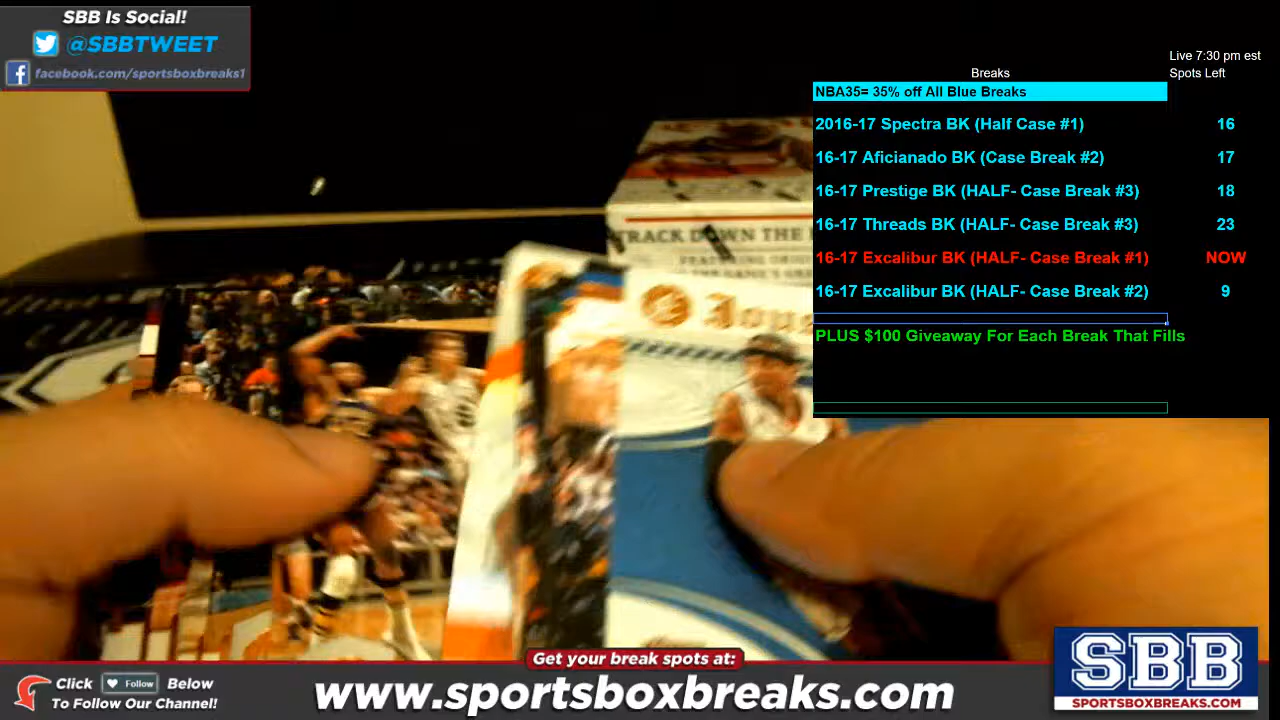 SBB Is Social!
@SBBTWEET
facebook.com/sportsboxbreaks1
Live 7:30 pm est
Breaks Spots Left
NBA35= 35% off All Blue Breaks
2016-17 Spectra BK (Half Case #1) 16
16-17 Aficianado BK (Case Break #2) 17
16-17 Prestige BK (HALF- Case Break #3) 18
16-17 Threads BK (HALF- Case Break #3) 23
16-17 Excalibur BK (HALF- Case Break #1) NOW
16-17 Excalibur BK (HALF- Case Break #2) 9
PLUS $100 Giveaway For Each Break That Fills
TRACK DOWN THE
FEATURING
Get your break spots at:
www.sportsboxbreaks.com
Click Follow Below
To Follow Our Channel!
SBB
SPORTSBOXBREAKS.COM